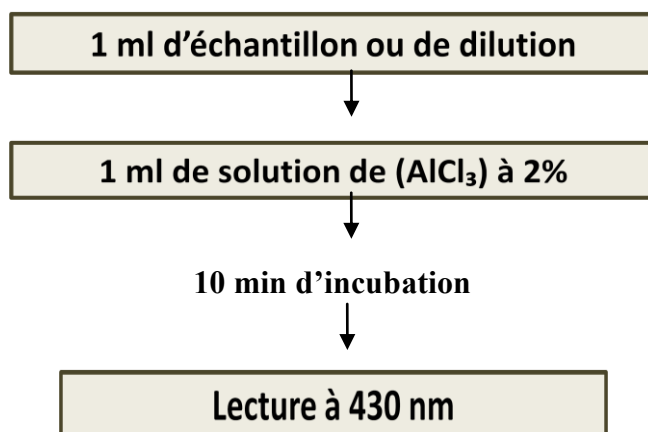 1 ml d’échantillon ou de dilution
1 ml de solution de (AlCl₃) à 2%
10 min d’incubation
Lecture à 430 nm